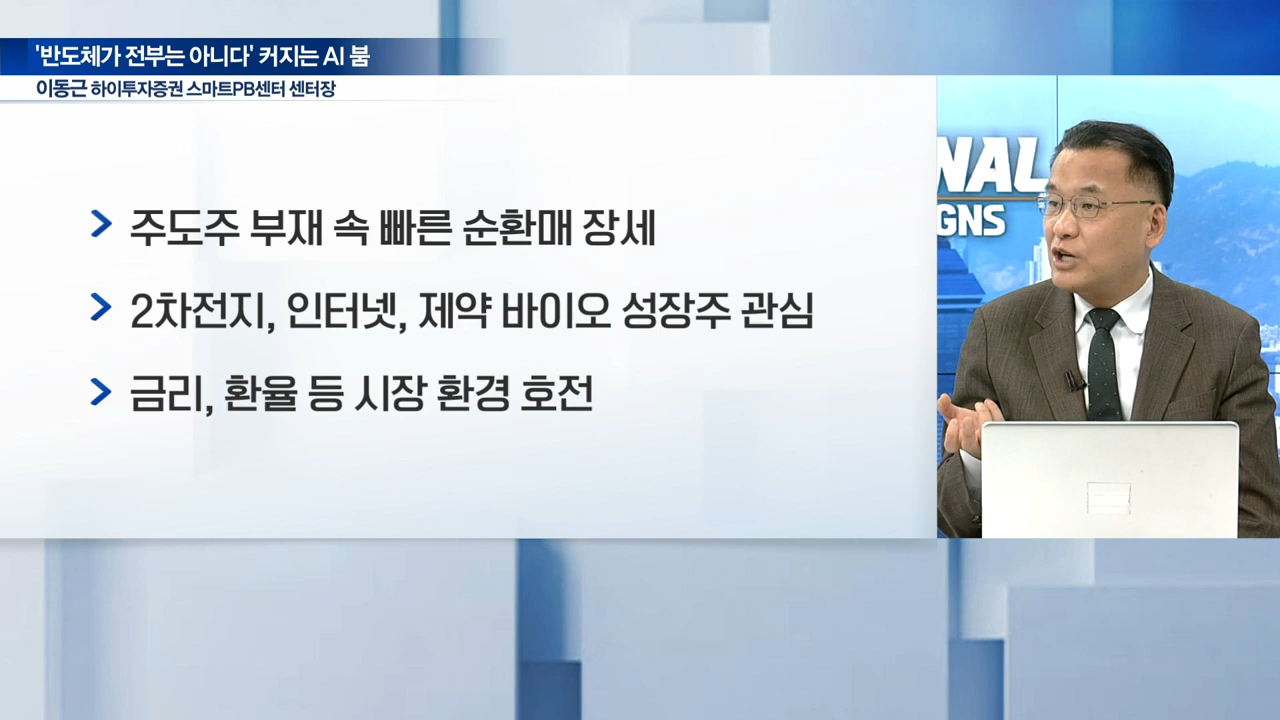 '반도체가 전부는 아니다' 커지는 AI 붐
이동근 하이투자증권 스마트PB센터 센터장
NAL
GNS
> 주도주 부재 속 빠른 순환매 장세
> 2차전지, 인터넷, 제약 바이오 성장주 관심
> 금리, 환율 등 시장 환경 호전